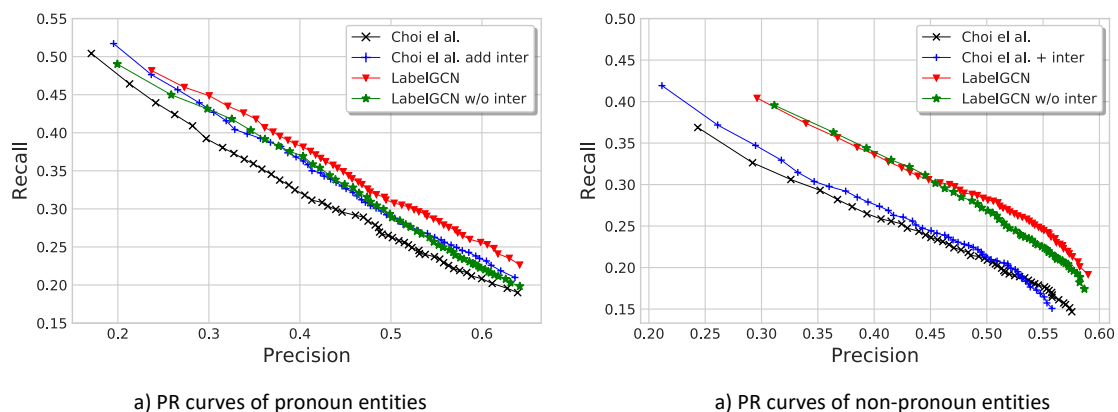 0.55
0.50
0.45
0.40
0.35
0.30
0.25
0.20
0.15
Recall
0.2 0.3 0.4 0.5 0.6
Precision
Choi el al.
Choi el al. add inter
LabelGCN
LabelGCN w/o inter
a) PR curves of pronoun entities
0.50
0.45
0.40
0.35
0.30
0.25
0.20
0.15
Recall
0.20 0.25 0.30 0.35 0.40 0.45 0.50 0.55 0.60
Precision
Choi el al.
Choi el al. + inter
LabelGCN
LabelGCN w/o inter
a) PR curves of non-pronoun entities